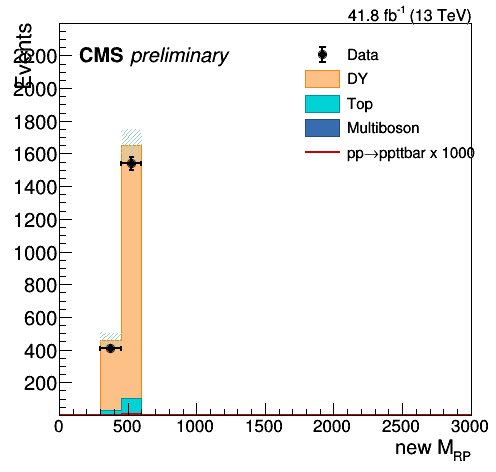 41.8 fb⁻¹ (13 TeV)
Events
CMS preliminary
Data
DY
Top
Multiboson
pp→ppttbar x 1000
2200
2000
1800
1600
1400
1200
1000
800
600
400
200
0 500 1000 1500 2000 2500 3000
new M_RP